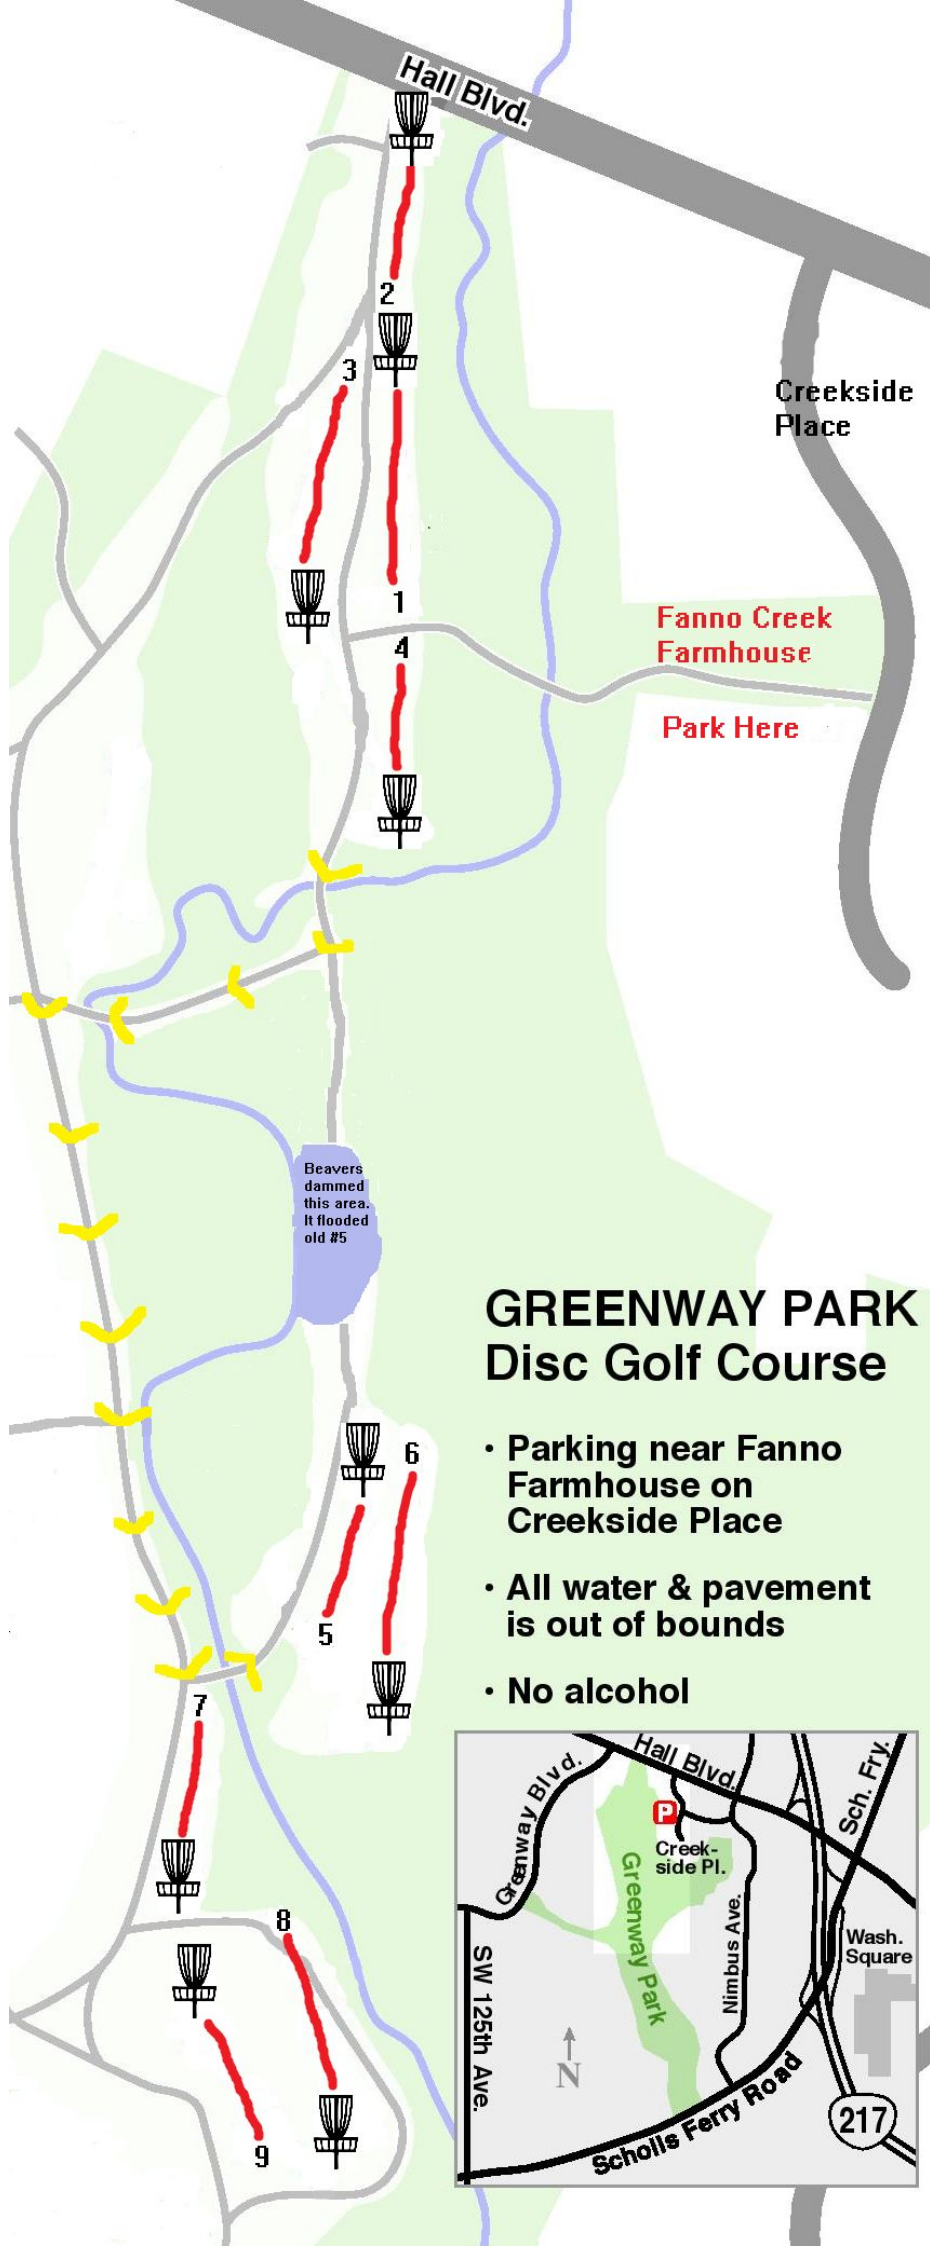 Hall Blvd.
2
3
Creekside
Place
1
Fanno Creek
Farmhouse
4
Park Here
Beavers
dammed
this area.
It flooded
old #5
GREENWAY PARK
Disc Golf Course
• Parking near Fanno
Farmhouse on
Creekside Place
• All water & pavement
is out of bounds
• No alcohol
6
5
7
8
9
Hall Blvd.
Greenway Blvd.
Sch. Fry.
P
Creek-
side Pl.
Greenway Park
Nimbus Ave.
Wash.
Square
SW 125th Ave.
N
Scholls Ferry Road
217